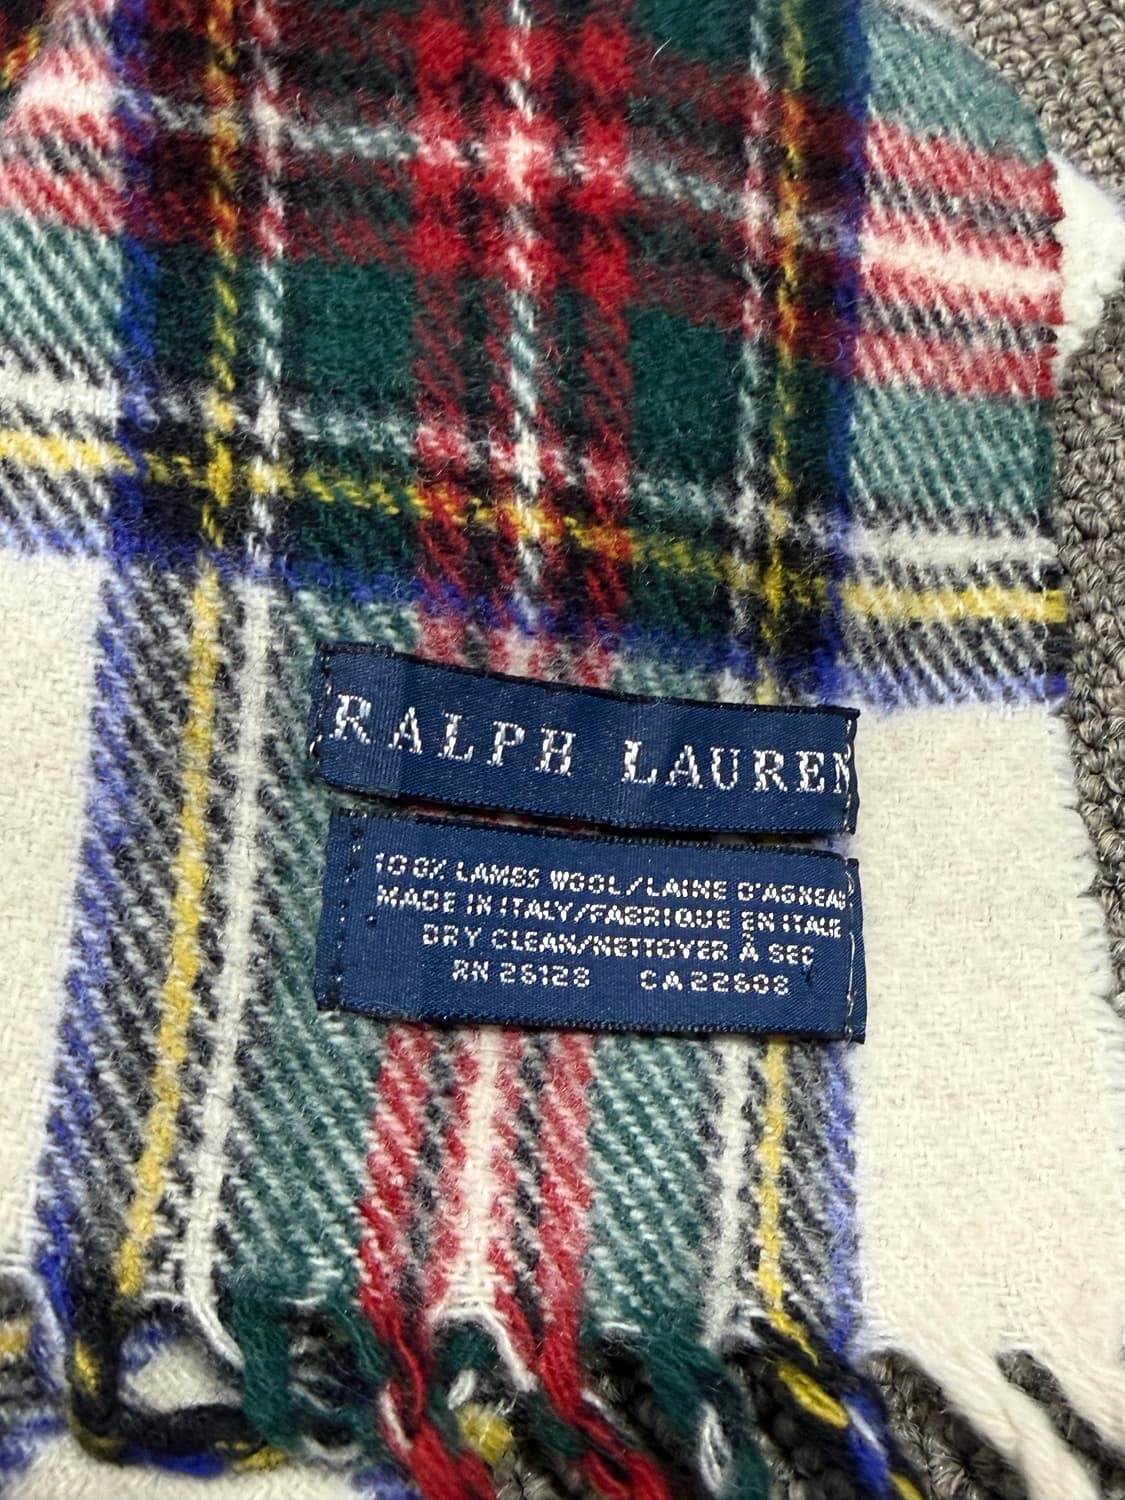 RALPH LAUREN
100% LAMBS WOOL/LAINE D'AGNEAU
MADE IN ITALY/FABRIQUE EN ITALIE
DRY CLEAN/NETTOYER À SEC
RN 26128 CA 22608